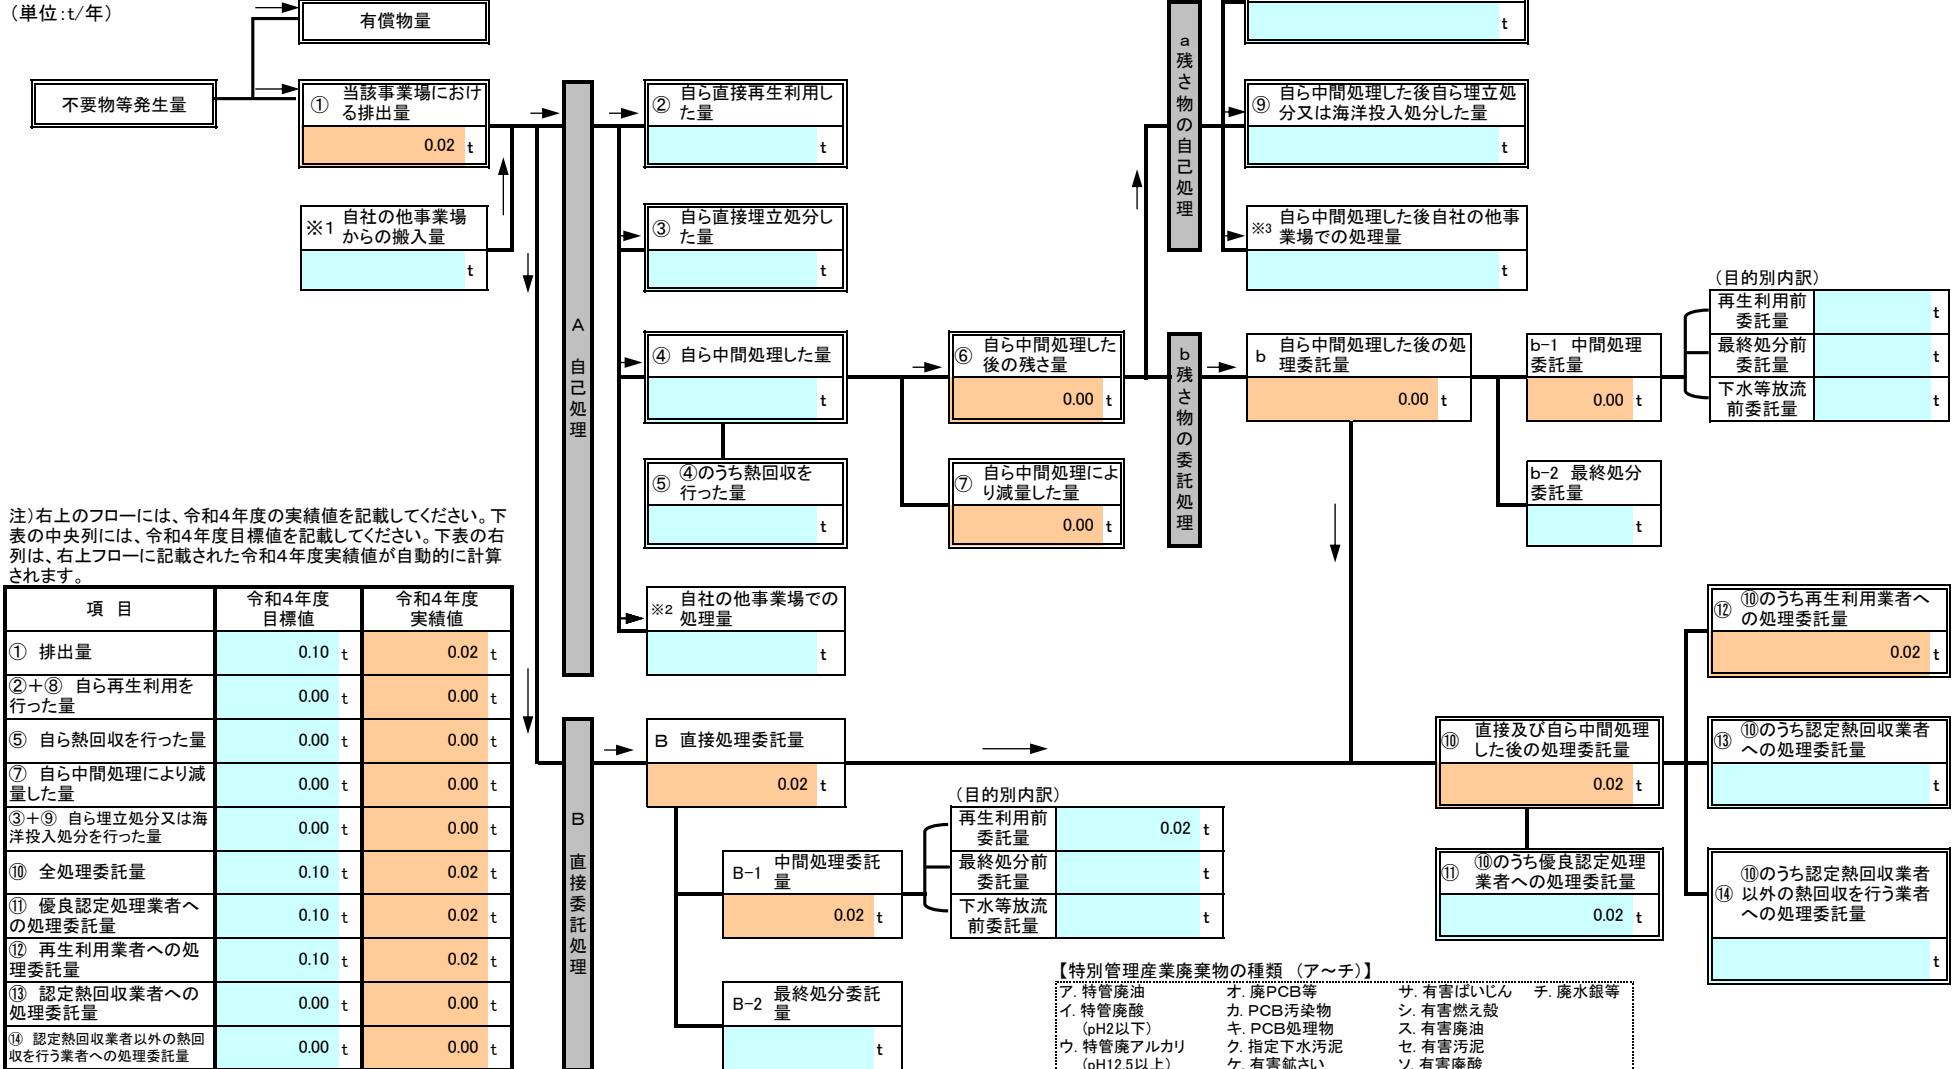 （単位:t/年）
有償物量
不要物等発生量
① 当該事業場におけ
る排出量
0.02 t
※1 自社の他事業場
からの搬入量
t
A 自己処理
② 自ら直接再生利用し
た量
t
③ 自ら直接埋立処分し
た量
t
④ 自ら中間処理した量
t
⑤ ④のうち熱回収を
行った量
t
※2 自社の他事業場での
処理量
t
⑥ 自ら中間処理した
後の残さ量
0.00 t
⑦ 自ら中間処理によ
り減量した量
0.00 t
a 残さ物の自己処理
t
⑨ 自ら中間処理した後自ら埋立処
分又は海洋投入処分した量
t
※3 自ら中間処理した後自社の他事
業場での処理量
t
b 残さ物の委託処理
b 自ら中間処理した後の処
理委託量
0.00 t
b-1 中間処理
委託量
0.00 t
b-2 最終処分
委託量
t
（目的別内訳）
再生利用前
委託量 t
最終処分前
委託量 t
下水等放流
前委託量 t
注）右上のフローには、令和4年度の実績値を記載してください。下
表の中央列には、令和4年度目標値を記載してください。下表の右
列は、右上フローに記載された令和4年度実績値が自動的に計算
されます。
項 目 令和4年度
目標値 令和4年度
実績値
① 排出量 0.10 t 0.02 t
②＋⑧ 自ら再生利用を
行った量 0.00 t 0.00 t
⑤ 自ら熱回収を行った量 0.00 t 0.00 t
⑦ 自ら中間処理により減
量した量 0.00 t 0.00 t
③＋⑨ 自ら埋立処分又は海
洋投入処分を行った量 0.00 t 0.00 t
⑩ 全処理委託量 0.10 t 0.02 t
⑪ 優良認定処理業者へ
の処理委託量 0.10 t 0.02 t
⑫ 再生利用業者への処
理委託量 0.10 t 0.02 t
⑬ 認定熱回収業者への
処理委託量 0.00 t 0.00 t
⑭ 認定熱回収業者以外の熱回
収を行う業者への処理委託量 0.00 t 0.00 t
B 直接委託処理
B 直接処理委託量
0.02 t
B-1 中間処理委託
量
0.02 t
B-2 最終処分委託
量
t
（目的別内訳）
再生利用前
委託量 0.02 t
最終処分前
委託量 t
下水等放流
前委託量 t
⑩ 直接及び自ら中間処理
した後の処理委託量
0.02 t
⑪ ⑩のうち優良認定処理
業者への処理委託量
0.02 t
⑫ ⑩のうち再生利用業者へ
の処理委託量
0.02 t
⑬ ⑩のうち認定熱回収業者
への処理委託量
t
⑭ ⑩のうち認定熱回収業者
以外の熱回収を行う業者
への処理委託量
t
【特別管理産業廃棄物の種類 （ア～チ）】
ア. 特管廃油 オ. 廃PCB等 サ. 有害ばいじん チ. 廃水銀等
イ. 特管廃酸 カ. PCB汚染物 シ. 有害燃え殻
（pH2以下） キ. PCB処理物 ス. 有害廃油
ウ. 特管廃アルカリ ク. 指定下水汚泥 セ. 有害汚泥
（pH12.5以上） ケ. 有害鉱さい ソ. 有害廃酸